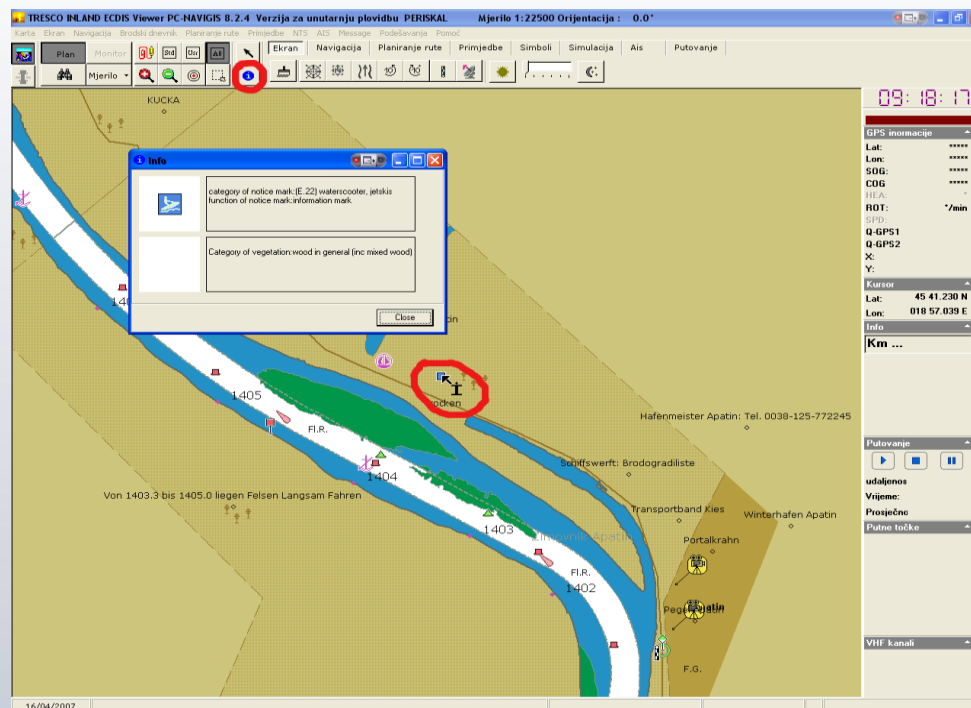 TRESCO INLAND ECDIS Viewer PC-NAVIGIS 8.2.4 Verzija za unutarnju plovidbu PERISKAL Mjerilo 1:22500 Orijentacija : 0.0°
Karta Ekran Navigacija Brodski dnevnik Planiranje rute Primjedbe NTS AIS Message Podešavanja Pomoć
Plan Monitor Std Usr All
Mjerilo
Ekran Navigacija Planiranje rute Primjedbe Simboli Simulacija Ais Putovanje
KUCKA
Info
category of notice mark:(E.22) waterscooter, jetskis
function of notice mark:information mark
Category of vegetation:wood in general (inc mixed wood)
Close
1405
Fl.R.
1404
Hafenmeister Apatin: Tel. 0038-125-772245
Schiffswerft: Brodogradiliste
Von 1403.3 bis 1405.0 liegen Felsen Langsam Fahren
1403
Transportband Kies
Winterhafen Apatin
Zimovnik Apatin
Portalkrahn
Fl.R.
1402
F.G.
09:18:17
GPS inormacije
Lat: *****
Lon: *****
SOG: *****
COG *****
HEA: °
ROT: °/min
SPD:
Q-GPS1
Q-GPS2
X:
Y:
Kursor
Lat: 45 41.230 N
Lon: 018 57.039 E
Info
Km ...
Putovanje
udaljenos
Vrijeme:
Prosječno
Putne točke
VHF kanali
16/04/2007